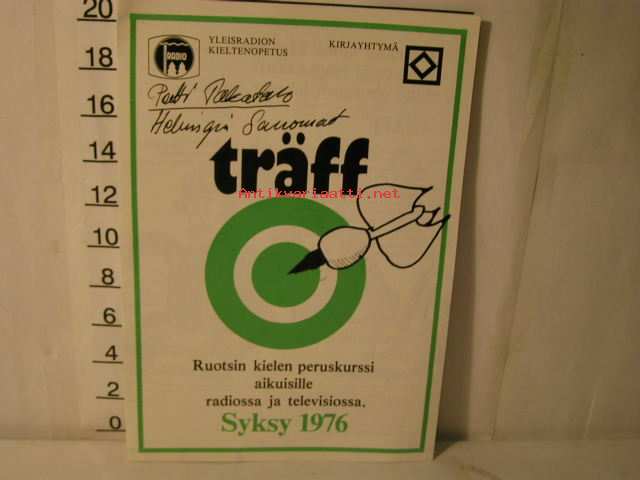 20
18
16
14
12
10
8
6
4
2
0
RADIO
YLEISRADION
KIELTENOPETUS
KIRJAYHTYMÄ
Pertti
Helsingin Sanomat
träff
Antikvariaatti.net
Ruotsin kielen peruskurssi
aikuisille
radiossa ja televisiossa.
Syksy 1976